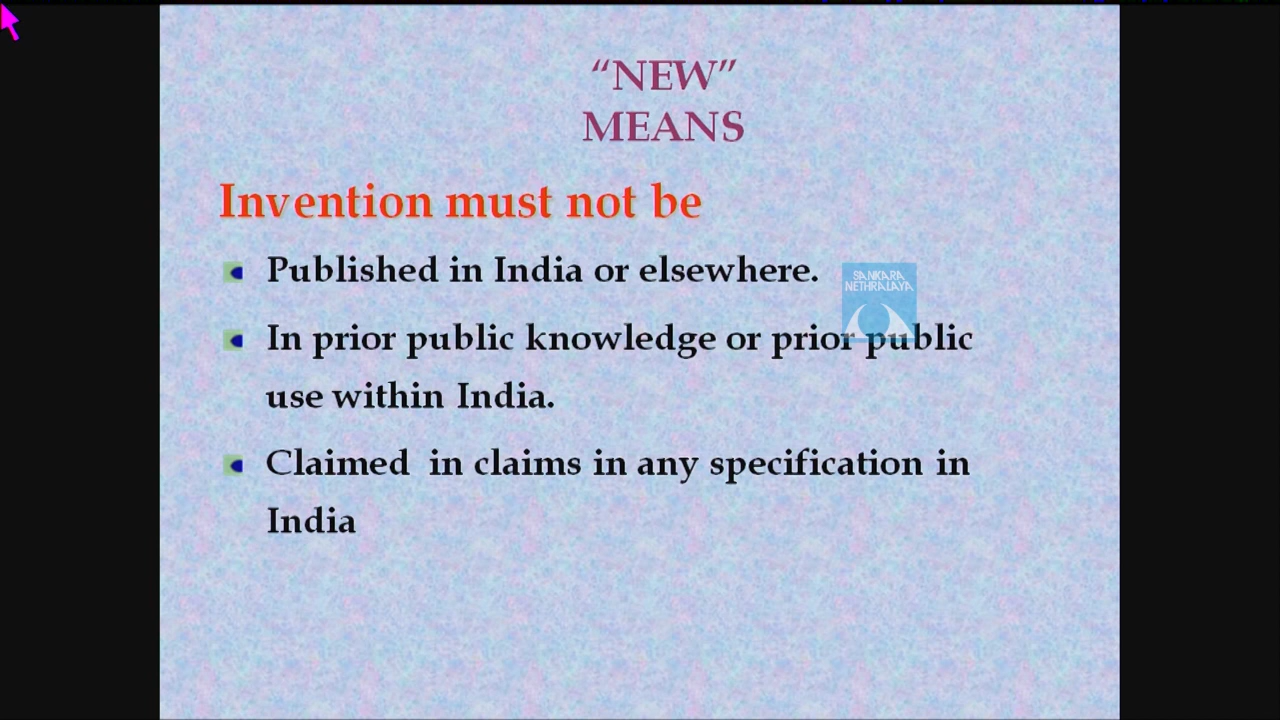 “NEW”
MEANS
Invention must not be
Published in India or elsewhere.
SANKARA
NETHRALAYA
In prior public knowledge or prior public
use within India.
Claimed in claims in any specification in
India